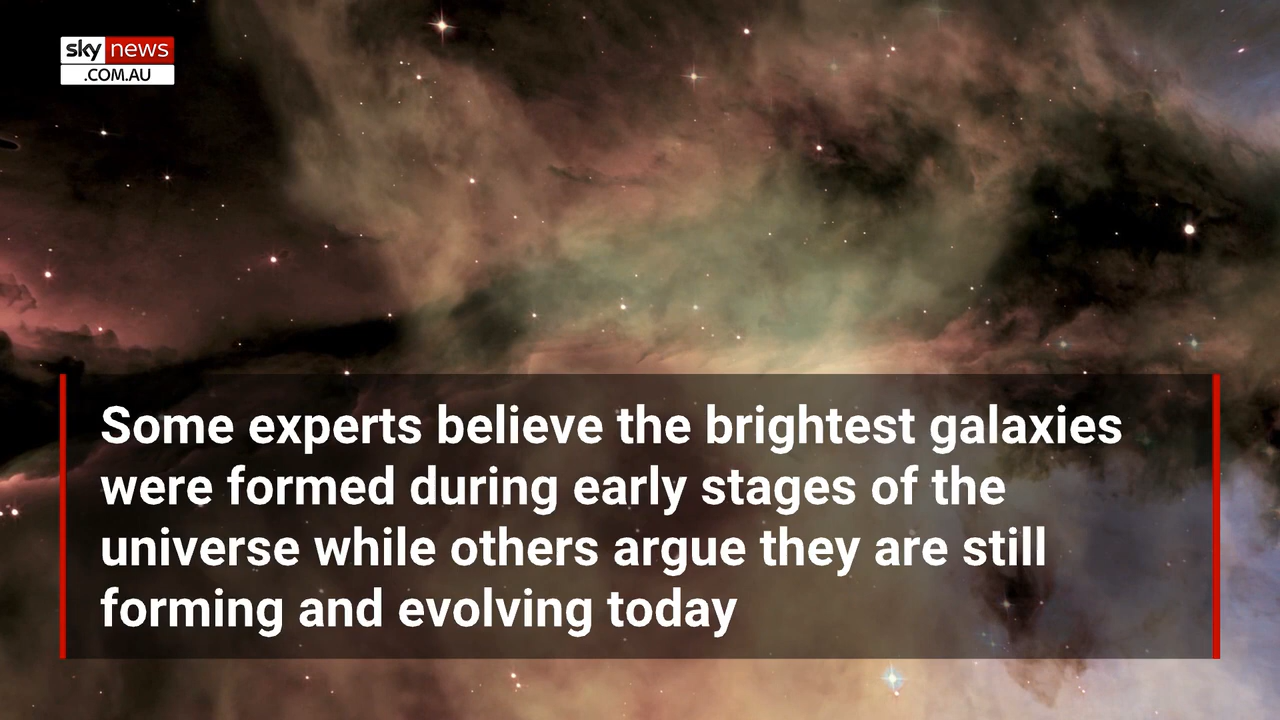 sky news
.COM.AU
Some experts believe the brightest galaxies
were formed during early stages of the
universe while others argue they are still
forming and evolving today